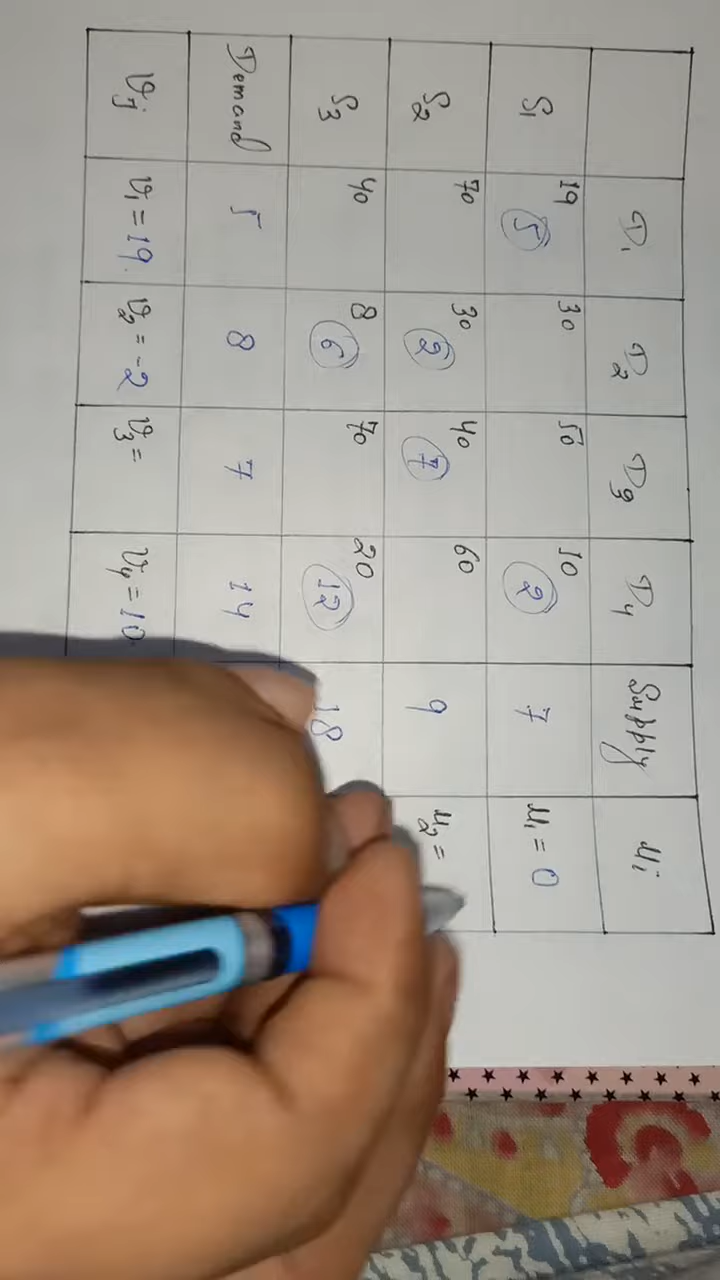 D1 D2 D3 D4 Supply ui
S1 19 (5) 30 50 10 (2) 7 u1 = 0
S2 70 30 (2) 40 (7) 60 9 u2 =
S3 40 8 (6) 70 20 (12) 18
Demand 5 8 7 14
vj v1 = 19. v2 = -2 v3 = v4 = 10.